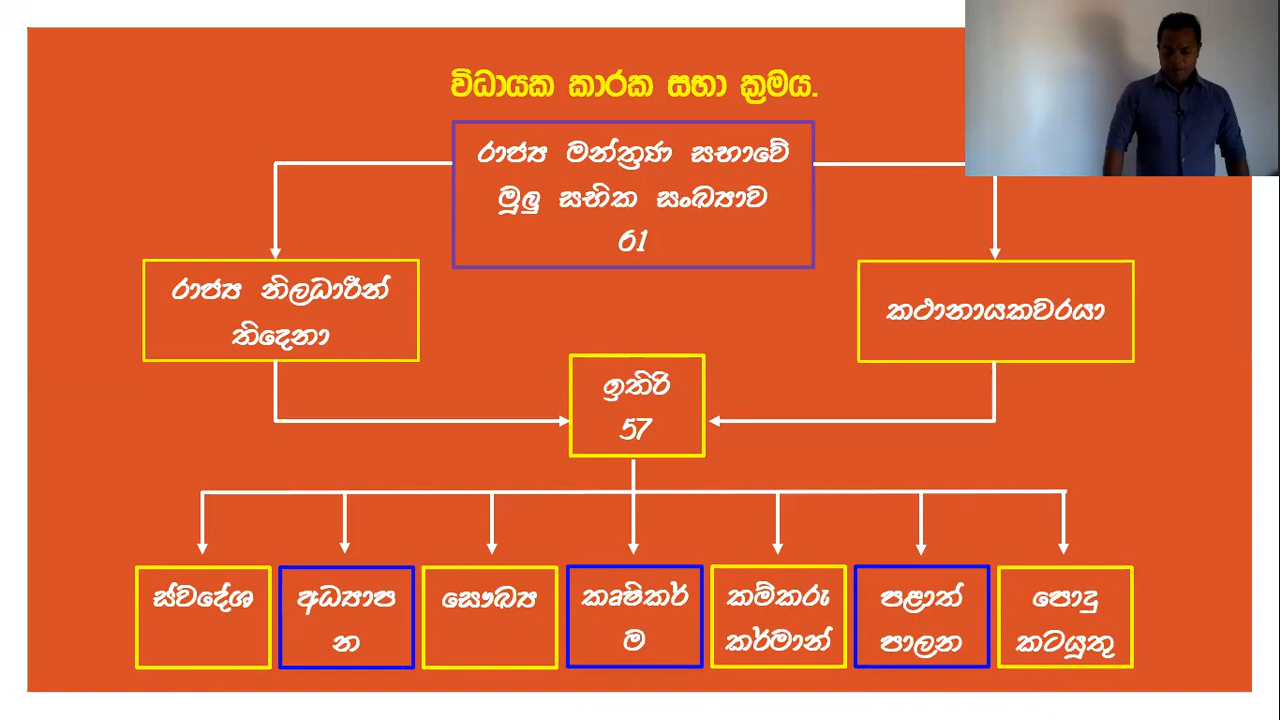 විධායක කාරක සභා ක්‍රමය.
රාජ්‍ය මන්ත්‍රණ සභාවේ
මුලු සභික සංඛ්‍යාව
61
රාජ්‍ය නිලධාරීන්
තිදෙනා
කථානායකවරයා
ඉතිරි
57
ස්වදේශ
අධ්‍යාප
න
සෞඛ්‍ය
කෘෂිකර්
ම
කම්කරු
කර්මාන්
පළාත්
පාලන
පොදු
කටයුතු